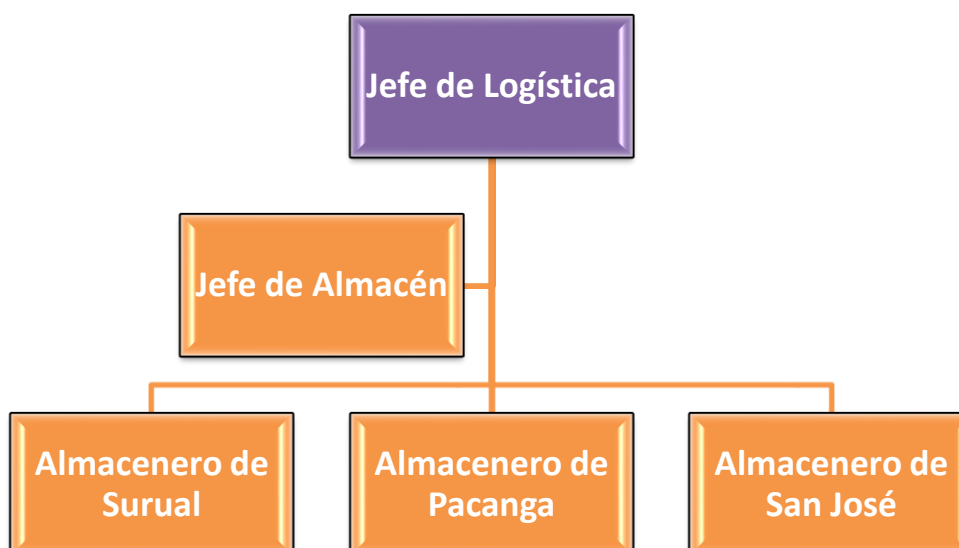 Jefe de Logística
Jefe de Almacén
Almacenero de
Surual
Almacenero de
Pacanga
Almacenero de
San José